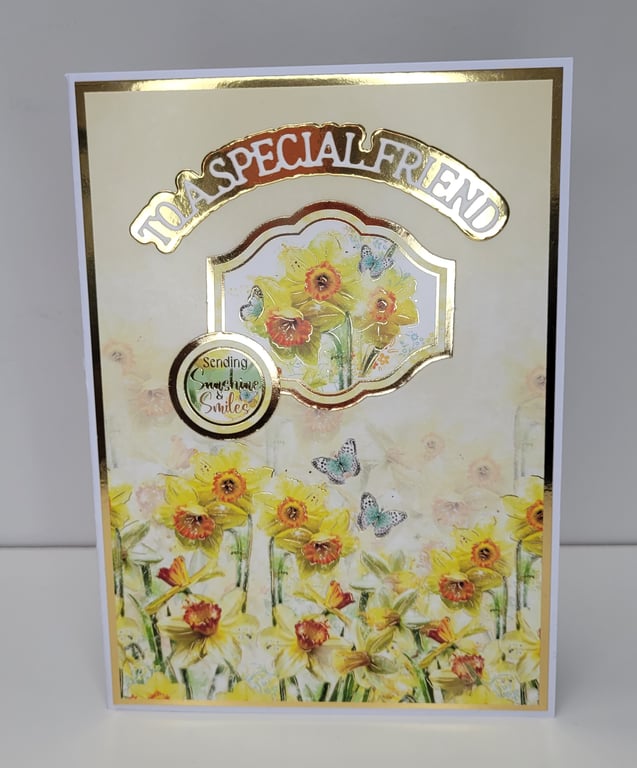 TO A SPECIAL FRIEND
Sending
Sunshine
&
Smiles